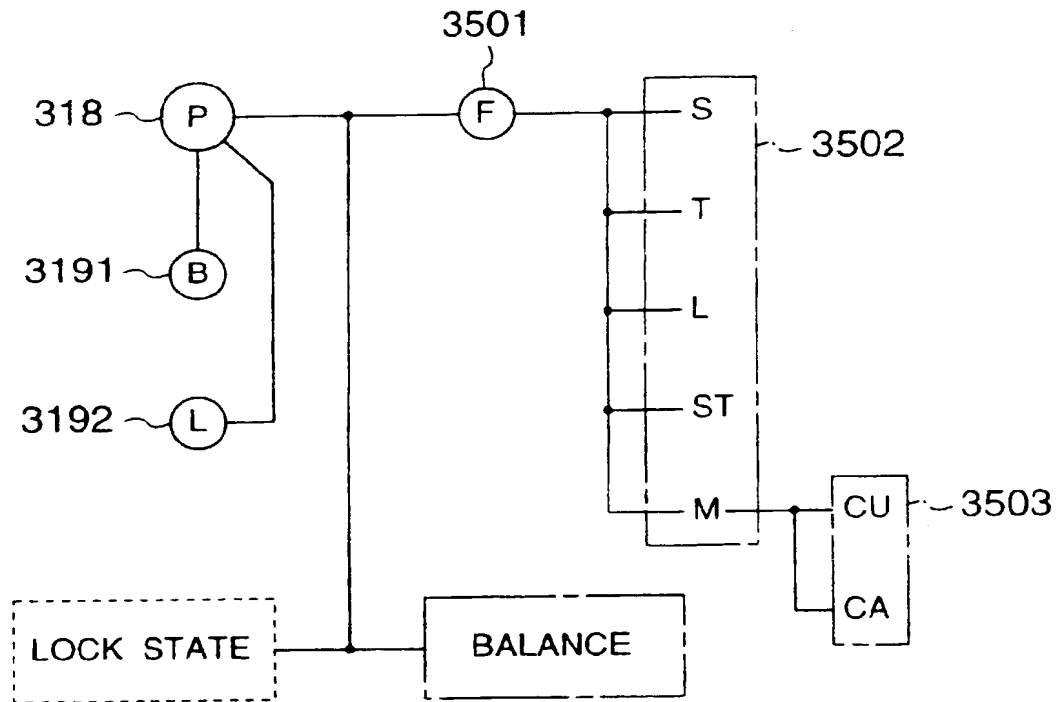 3501
318
P
F
S
3502
T
3191
B
L
3192
L
ST
M
CU
3503
CA
LOCK STATE
BALANCE